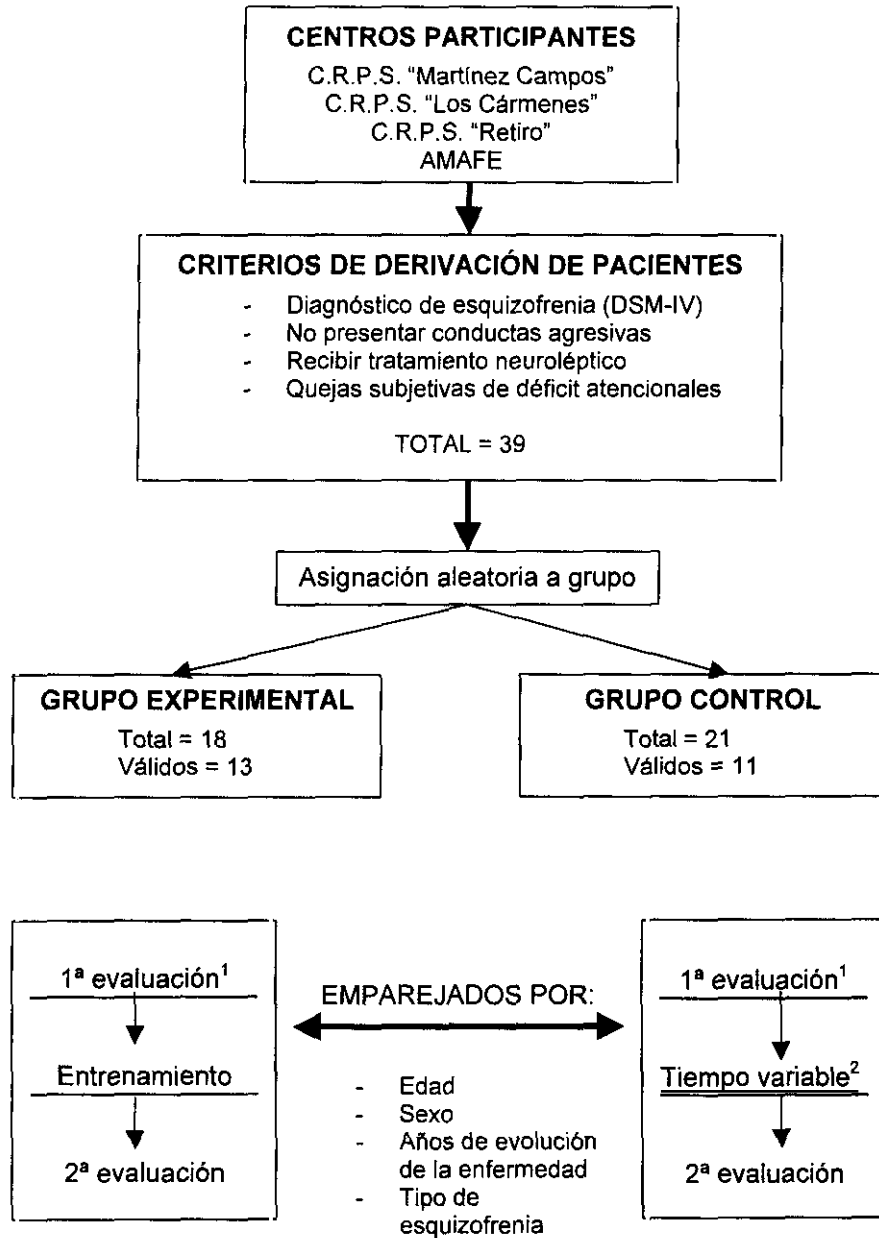 CENTROS PARTICIPANTES
C.R.P.S. "Martínez Campos"
C.R.P.S. "Los Cármenes"
C.R.P.S. "Retiro"
AMAFE
CRITERIOS DE DERIVACIÓN DE PACIENTES
- Diagnóstico de esquizofrenia (DSM-IV)
- No presentar conductas agresivas
- Recibir tratamiento neuroléptico
- Quejas subjetivas de déficit atencionales
TOTAL = 39
Asignación aleatoria a grupo
GRUPO EXPERIMENTAL
Total = 18
Válidos = 13
GRUPO CONTROL
Total = 21
Válidos = 11
1ª evaluación¹
Entrenamiento
2ª evaluación
EMPAREJADOS POR:
- Edad
- Sexo
- Años de evolución
de la enfermedad
- Tipo de
esquizofrenia
1ª evaluación¹
Tiempo variable²
2ª evaluación